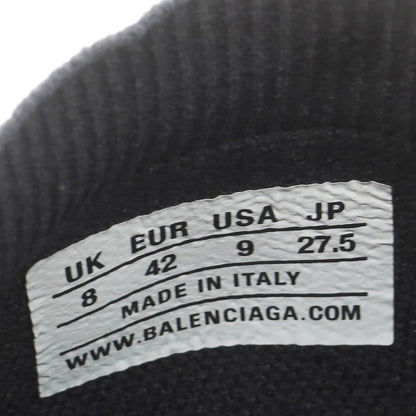 UK EUR USA JP
8 42 9 27.5
MADE IN ITALY
WWW.BALENCIAGA.COM